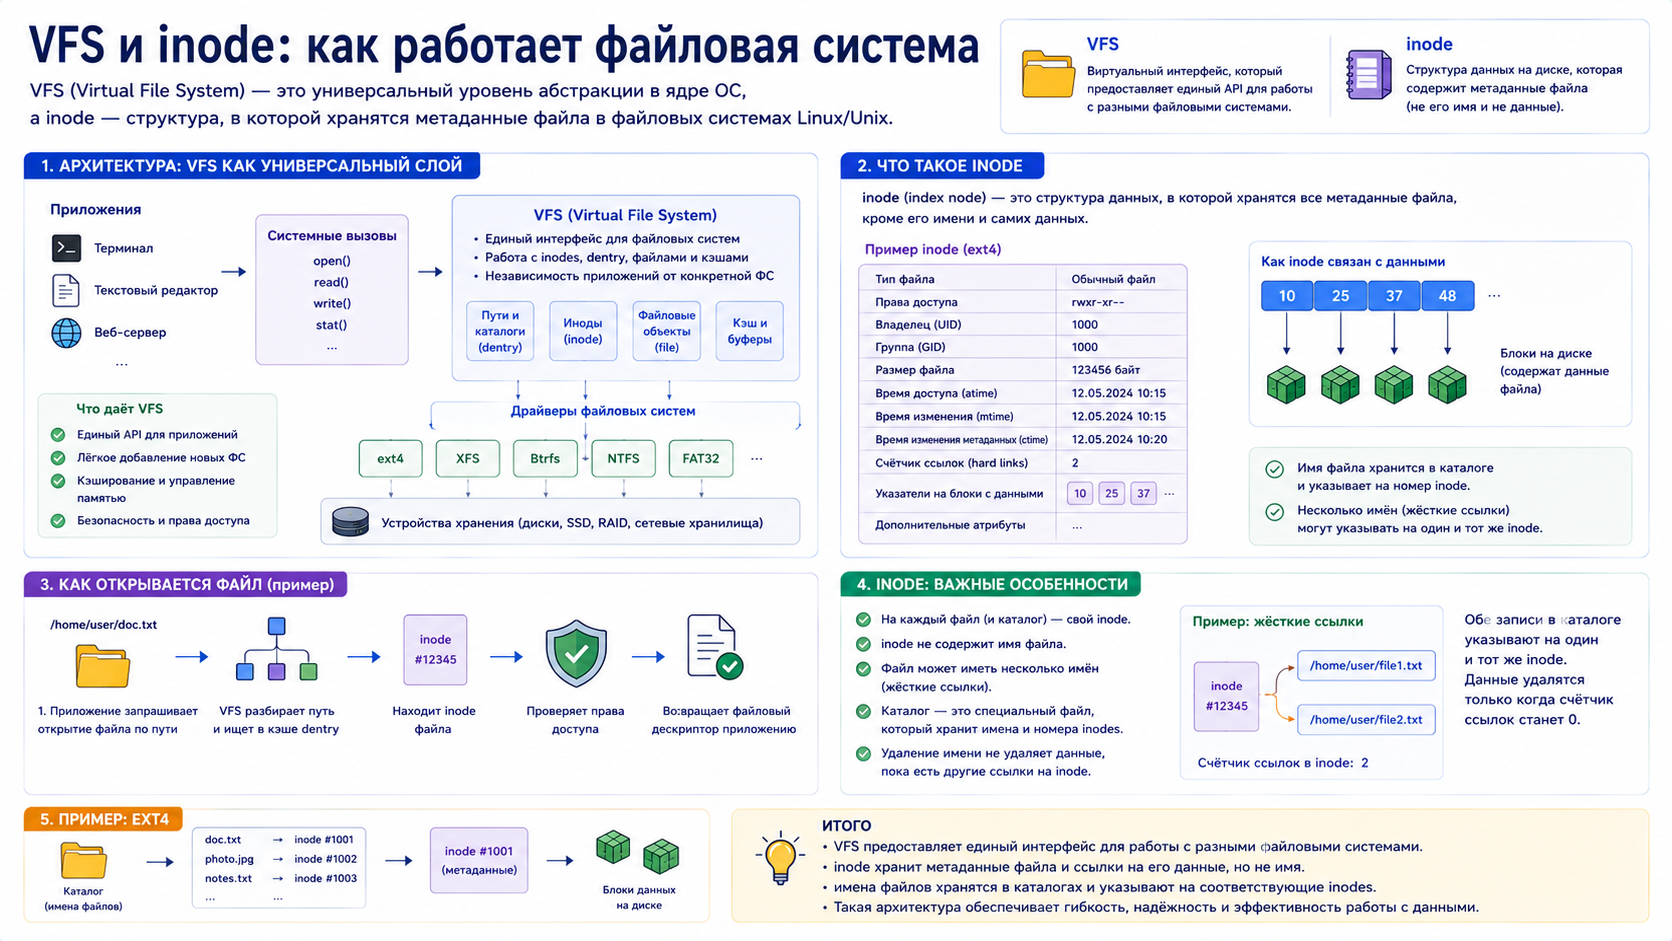 VFS и inode: как работает файловая система
VFS (Virtual File System) — это универсальный уровень абстракции в ядре ОС,
а inode — структура, в которой хранятся метаданные файла в файловых системах Linux/Unix.
VFS
Виртуальный интерфейс, который
предоставляет единый API для работы
с разными файловыми системами.
inode
Структура данных на диске, которая
содержит метаданные файла
(не его имя и не данные).
1. АРХИТЕКТУРА: VFS КАК УНИВЕРСАЛЬНЫЙ СЛОЙ
Приложения
Терминал
Текстовый редактор
Веб-сервер
...
Системные вызовы
open()
read()
write()
stat()
...
VFS (Virtual File System)
• Единый интерфейс для файловых систем
• Работа с inodes, dentry, файлами и кэшами
• Независимость приложений от конкретной ФС
Пути и
каталоги
(dentry)
Иноды
(inode)
Файловые
объекты
(file)
Кэш и
буферы
Драйверы файловых систем
ext4
XFS
Btrfs
NTFS
FAT32
...
Устройства хранения (диски, SSD, RAID, сетевые хранилища)
Что даёт VFS
Единый API для приложений
Лёгкое добавление новых ФС
Кэширование и управление
памятью
Безопасность и права доступа
2. ЧТО ТАКОЕ INODE
inode (index node) — это структура данных, в которой хранятся все метаданные файла,
кроме его имени и самих данных.
Пример inode (ext4)
Тип файла Обычный файл
Права доступа rwxr-xr--
Владелец (UID) 1000
Группа (GID) 1000
Размер файла 123456 байт
Время доступа (atime) 12.05.2024 10:15
Время изменения (mtime) 12.05.2024 10:15
Время изменения метаданных (ctime) 12.05.2024 10:20
Счётчик ссылок (hard links) 2
Указатели на блоки с данными 10 25 37 ...
Дополнительные атрибуты ...
Как inode связан с данными
10 25 37 48 ...
Блоки на диске
(содержат данные
файла)
Имя файла хранится в каталоге
и указывает на номер inode.
Несколько имён (жёсткие ссылки)
могут указывать на один и тот же inode.
3. КАК ОТКРЫВАЕТСЯ ФАЙЛ (пример)
/home/user/doc.txt
1. Приложение запрашивает
открытие файла по пути
VFS разбирает путь
и ищет в кэше dentry
inode
#12345
Находит inode
файла
Проверяет права
доступа
Во:вращает файловый
дескриптор приложению
4. INODE: ВАЖНЫЕ ОСОБЕННОСТИ
На каждый файл (и каталог) — свой inode.
inode не содержит имя файла.
Файл может иметь несколько имён
(жёсткие ссылки).
Каталог — это специальный файл,
который хранит имена и номера inodes.
Удаление имени не удаляет данные,
пока есть другие ссылки на inode.
Пример: жёсткие ссылки
inode
#12345
/home/user/file1.txt
/home/user/file2.txt
Счётчик ссылок в inode: 2
Обе записи в каталоге
указывают на один
и тот же inode.
Данные удалятся
только когда счётчик
ссылок станет 0.
5. ПРИМЕР: EXT4
Каталог
(имена файлов)
doc.txt → inode #1001
photo.jpg → inode #1002
notes.txt → inode #1003
... ...
inode #1001
(метаданные)
Блоки данных
на диске
ИТОГО
• VFS предоставляет единый интерфейс для работы с разными файловыми системами.
• inode хранит метаданные файла и ссылки на его данные, но не имя.
• имена файлов хранятся в каталогах и указывают на соответствующие inodes.
• Такая архитектура обеспечивает гибкость, надёжность и эффективность работы с данными.